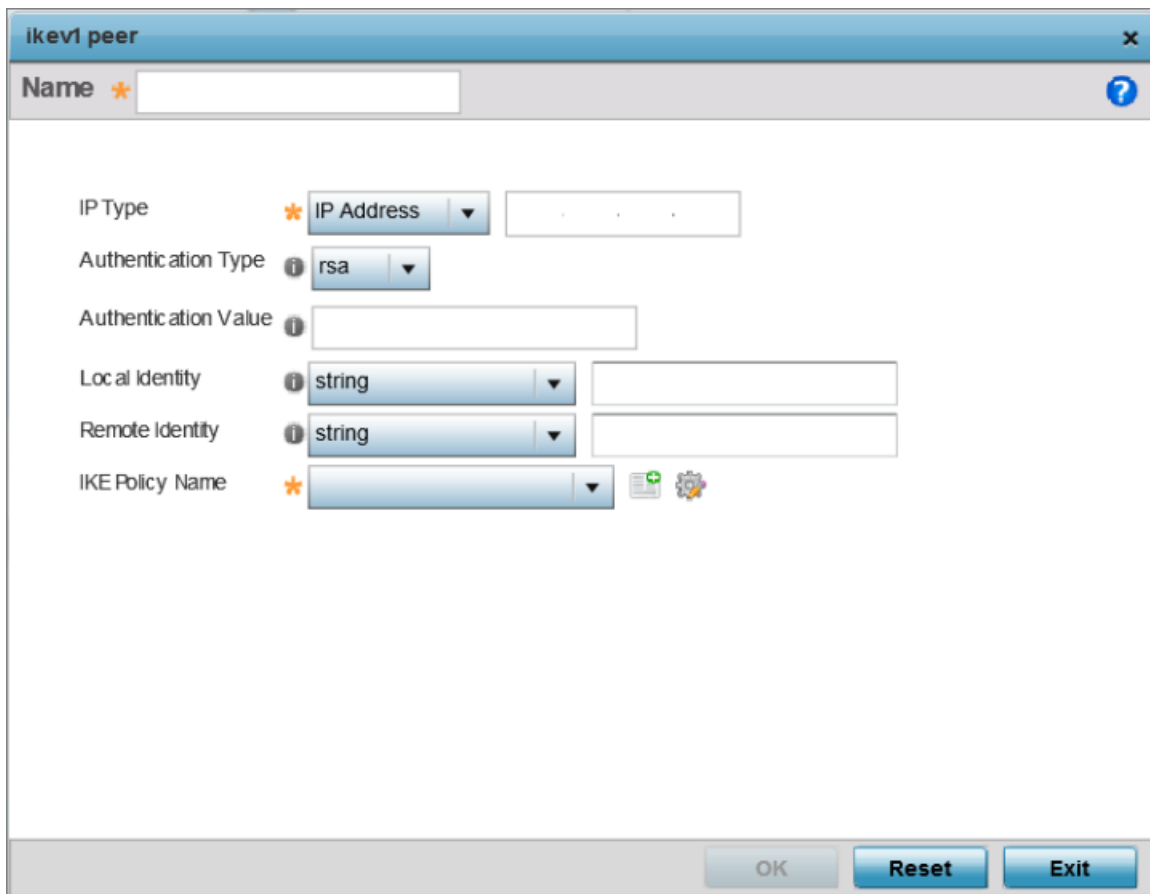 ikev1 peer
Name *
IP Type * IP Address . . .
Authentication Type rsa
Authentication Value
Local Identity string
Remote Identity string
IKE Policy Name *
OK Reset Exit